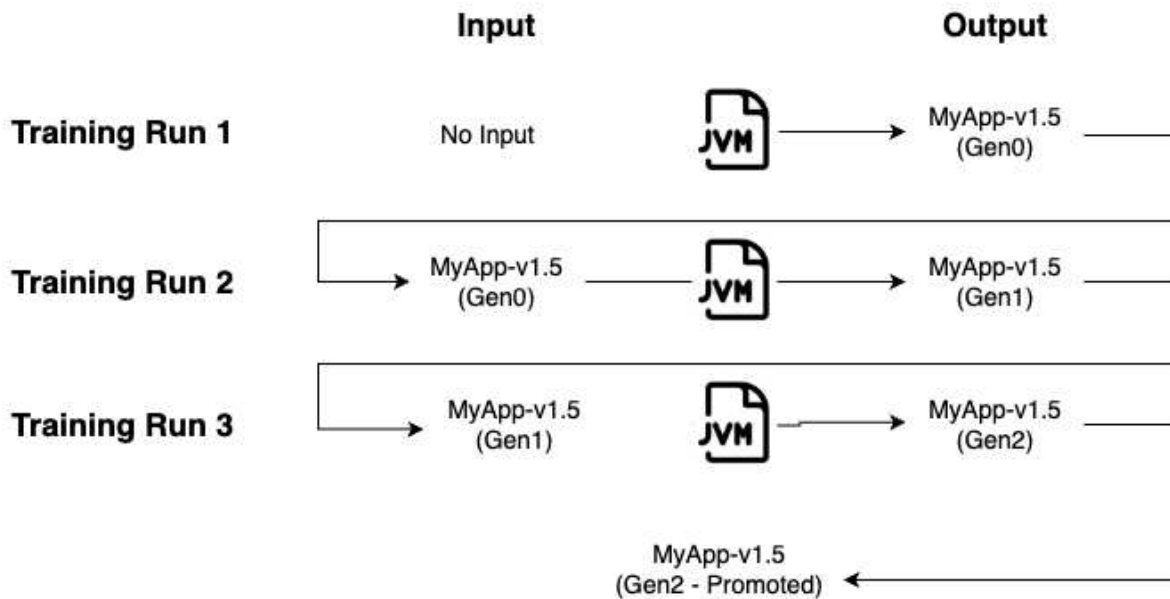 Input
Output
Training Run 1
No Input
JVM
MyApp-v1.5
(Gen0)
Training Run 2
MyApp-v1.5
(Gen0)
JVM
MyApp-v1.5
(Gen1)
Training Run 3
MyApp-v1.5
(Gen1)
JVM
MyApp-v1.5
(Gen2)
MyApp-v1.5
(Gen2 - Promoted)